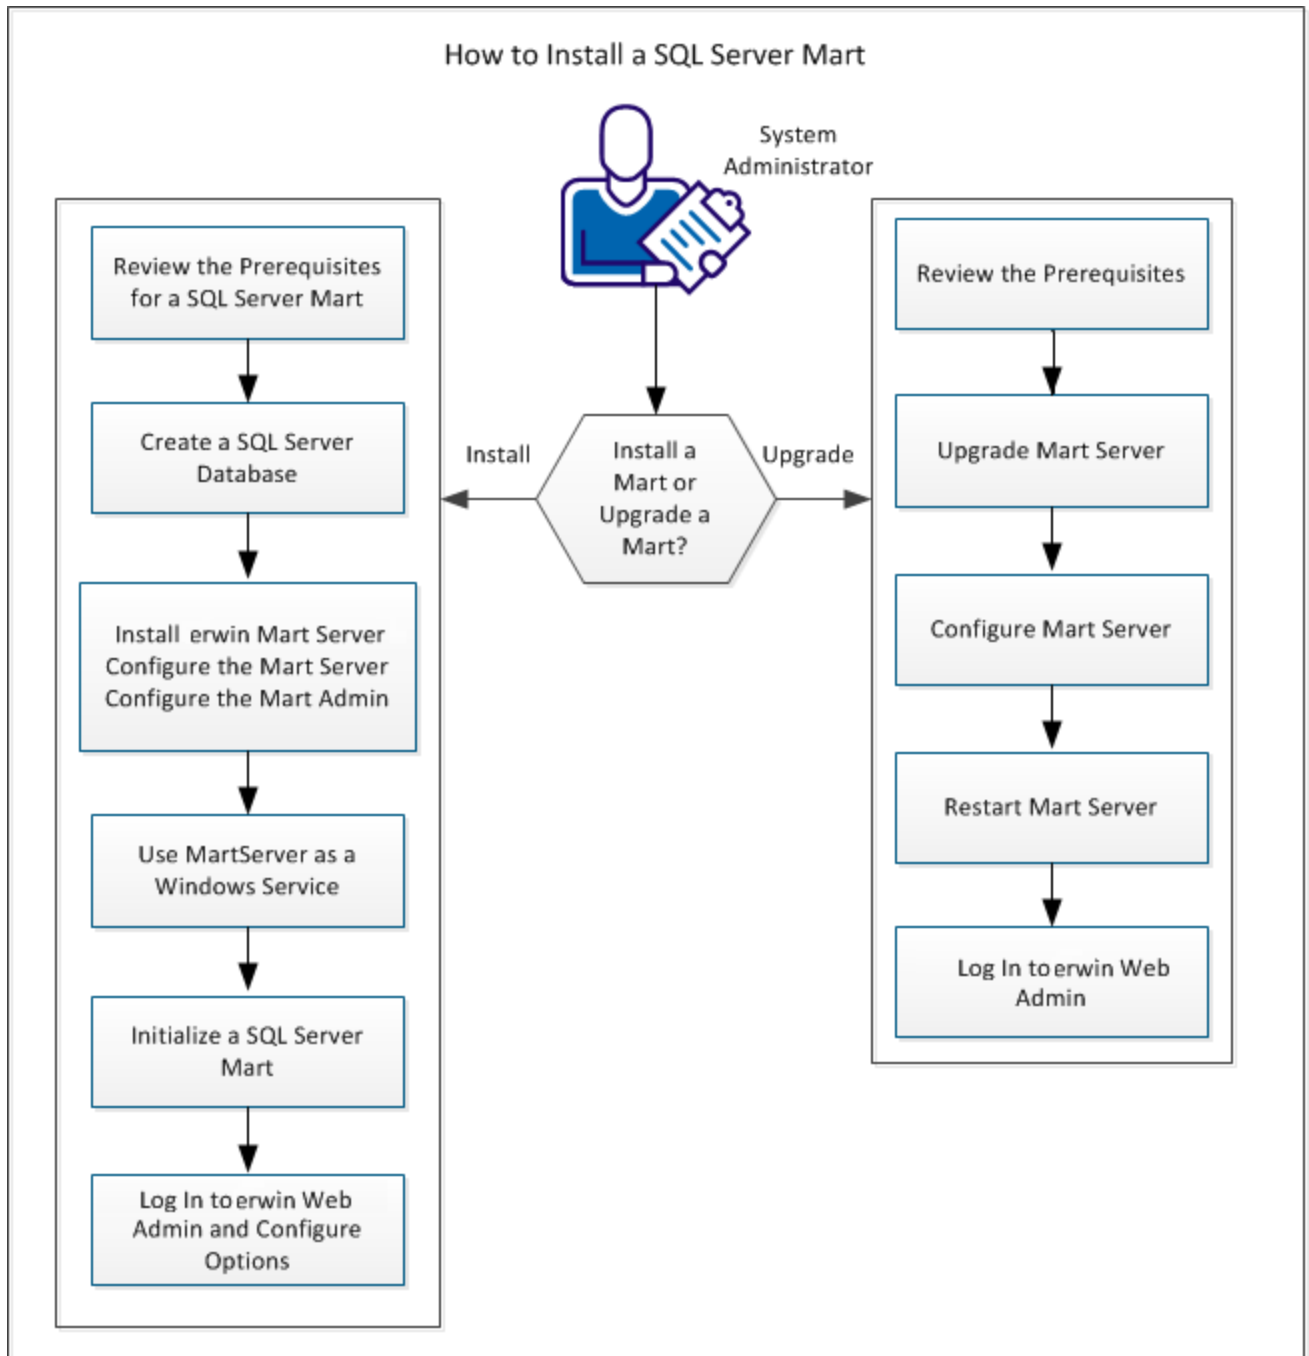 How to Install a SQL Server Mart
System
Administrator
Install a
Mart or
Upgrade a
Mart?
Install
Upgrade
Review the Prerequisites
for a SQL Server Mart
Create a SQL Server
Database
Install erwin Mart Server
Configure the Mart Server
Configure the Mart Admin
Use MartServer as a
Windows Service
Initialize a SQL Server
Mart
Log In to erwin Web
Admin and Configure
Options
Review the Prerequisites
Upgrade Mart Server
Configure Mart Server
Restart Mart Server
Log In to erwin Web
Admin